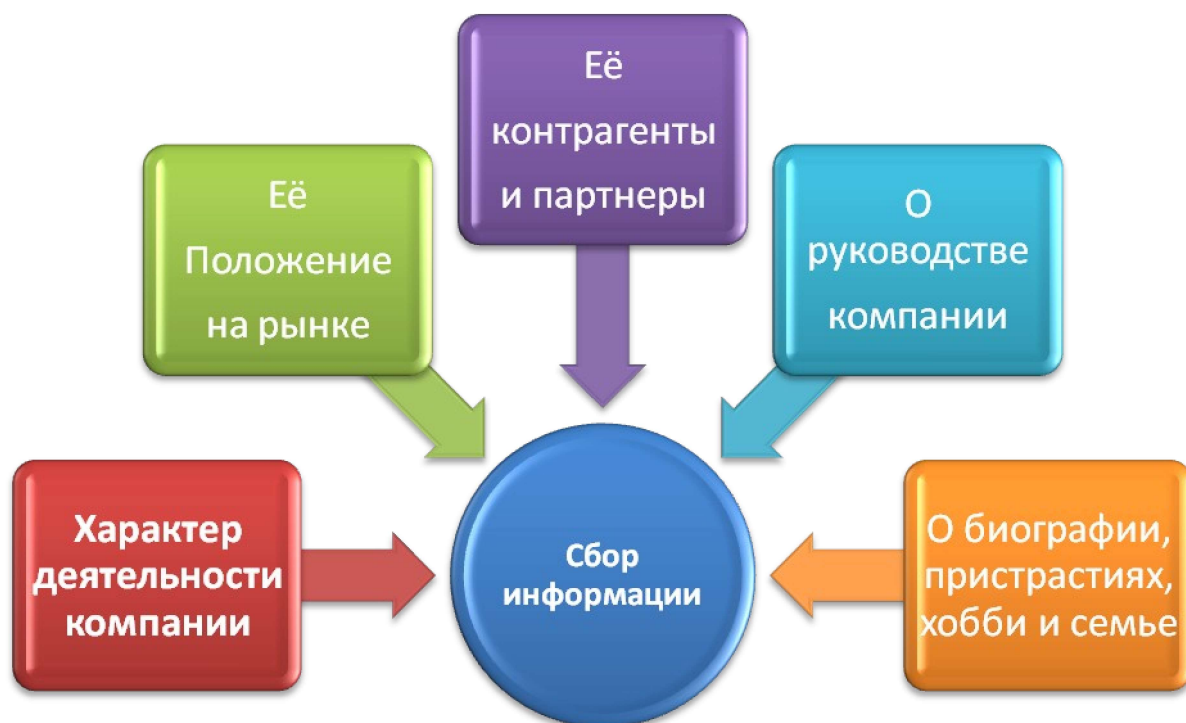 Её
контрагенты
и партнеры
Её
Положение
на рынке
О
руководстве
компании
Характер
деятельности
компании
Сбор
информации
О биографии,
пристрастиях,
хобби и семье